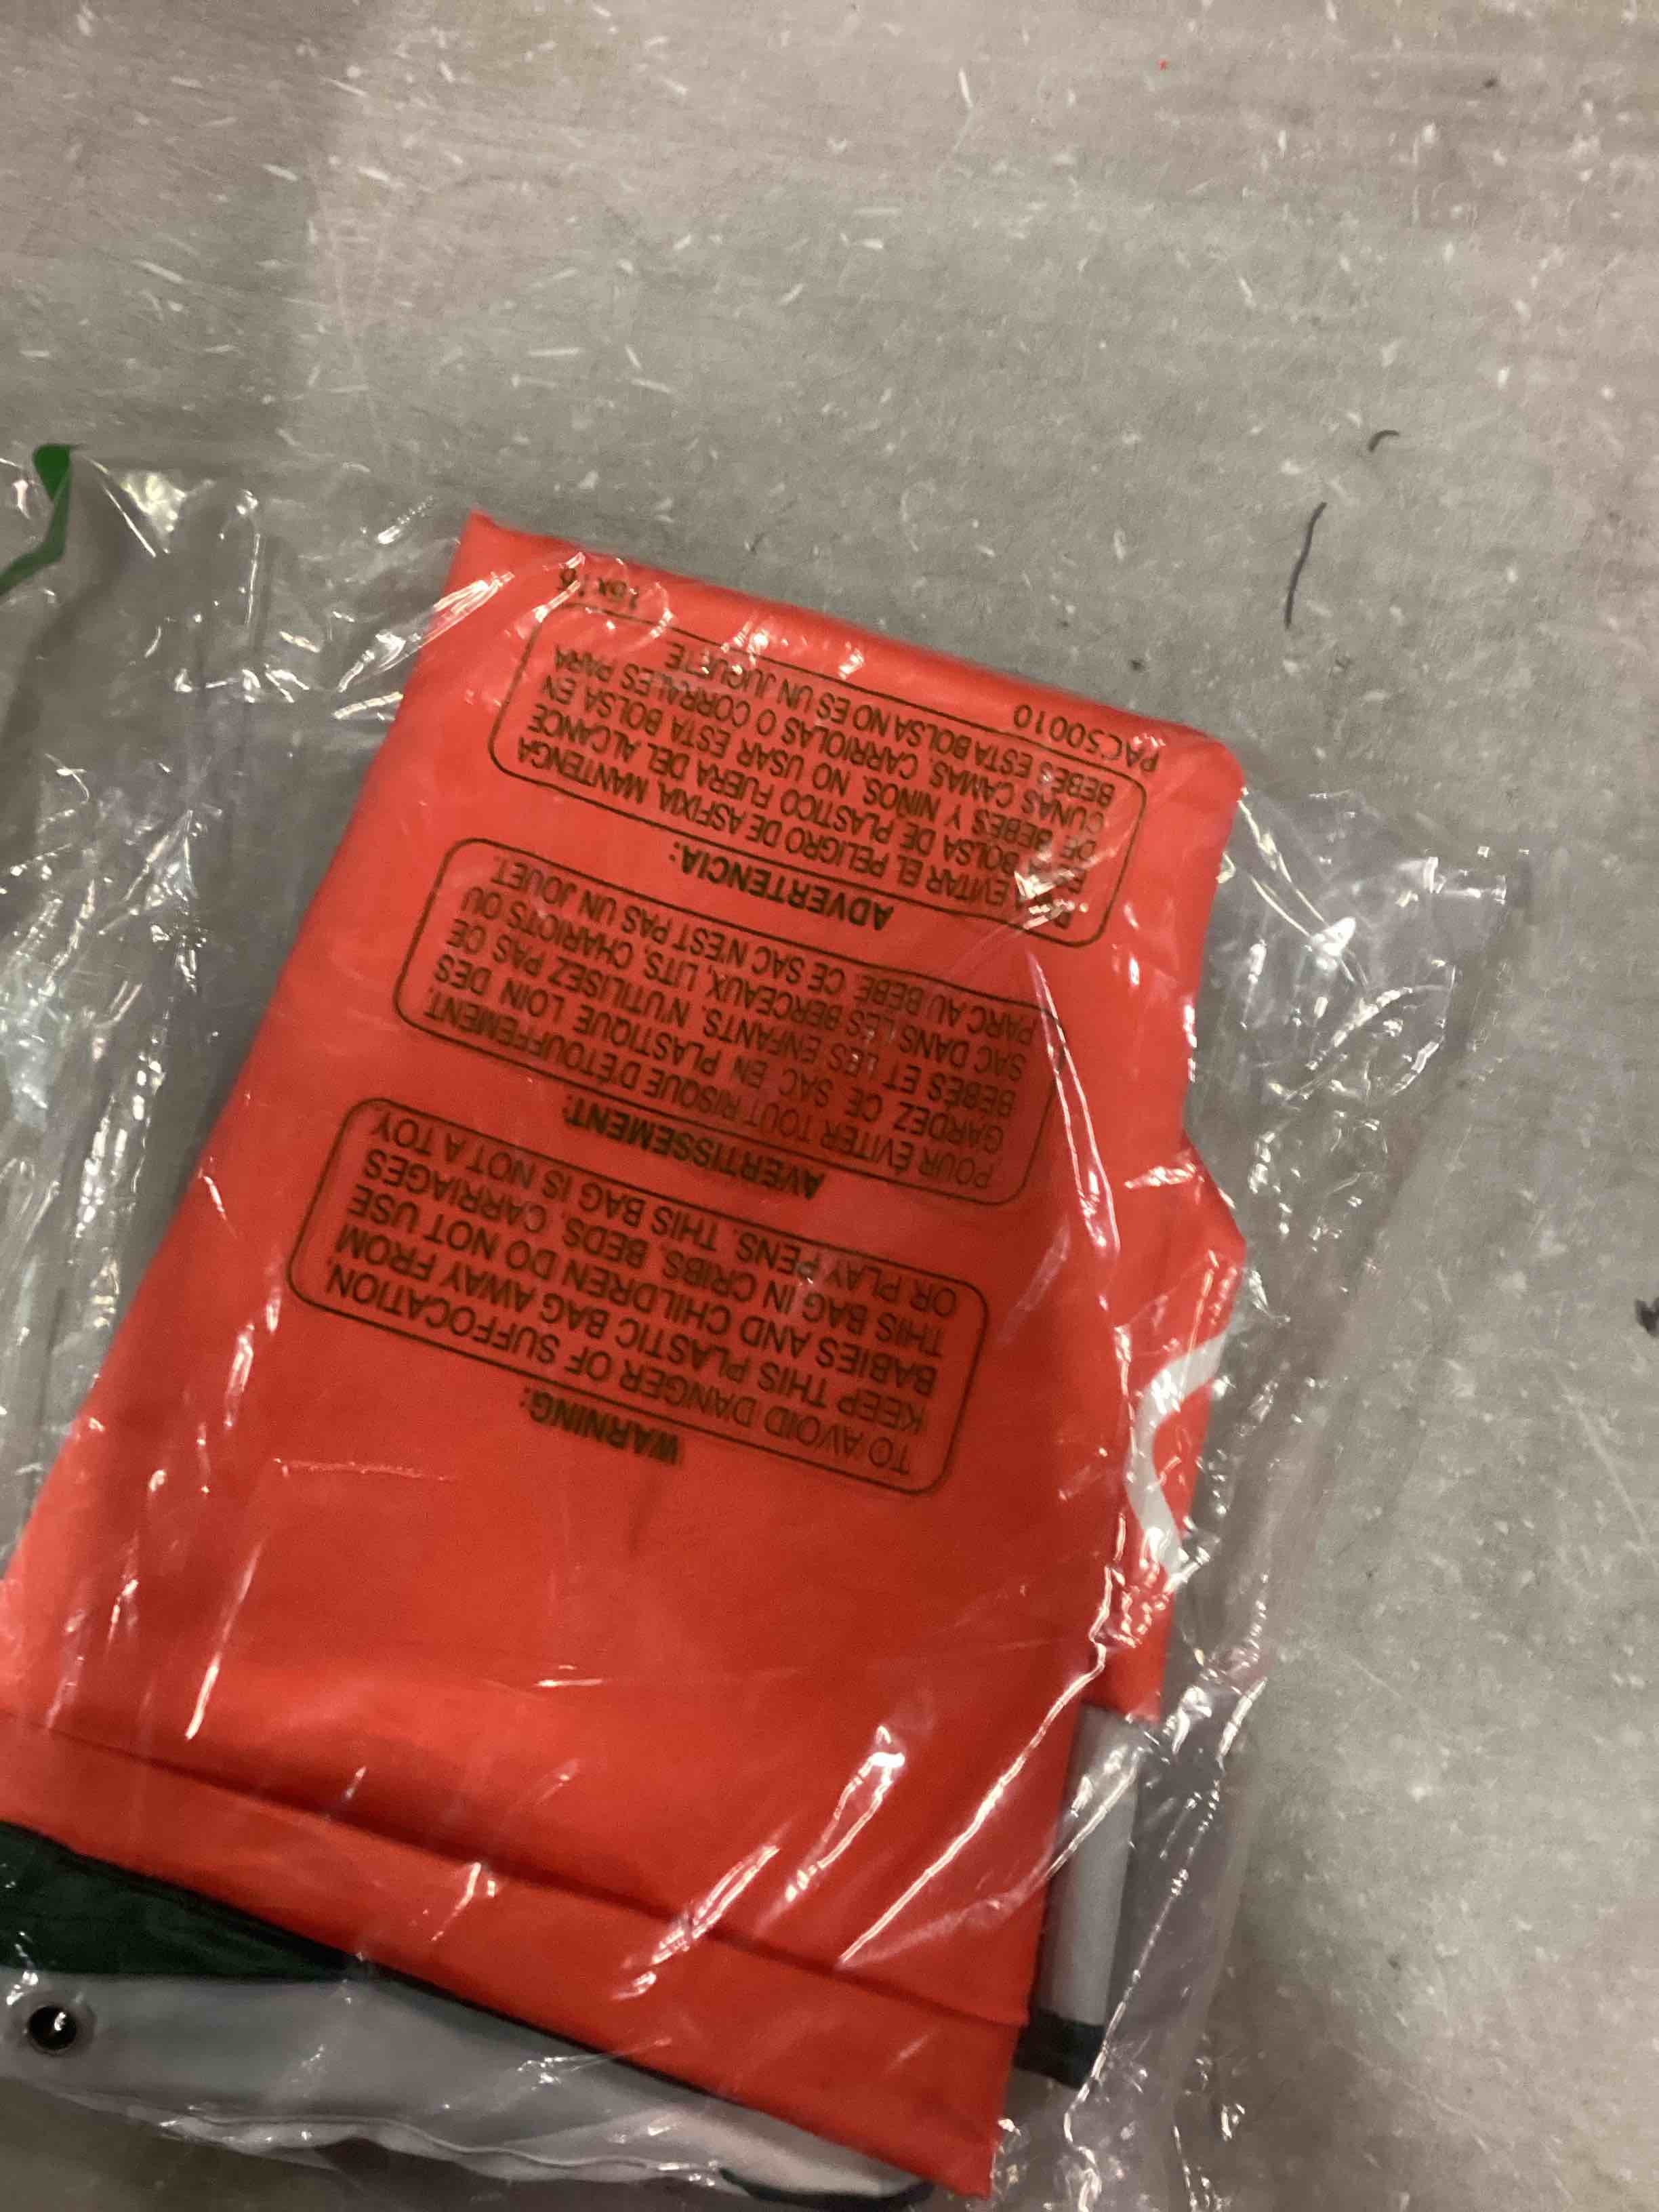 WARNING:
TO AVOID DANGER OF SUFFOCATION
KEEP THIS PLASTIC BAG AWAY FROM
BABIES AND CHILDREN DO NOT USE
THIS BAG IN CRIBS, BEDS, CARRIAGES
OR PLAY PENS. THIS BAG IS NOT A TOY
AVERTISSEMENT:
POUR ÉVITER TOUT RISQUE D'ÉTOUFFEMENT,
GARDEZ CE SAC EN PLASTIQUE LOIN DES
BÉBÉS ET LES ENFANTS. N'UTILISEZ PAS CE
SAC DANS LES BERCEAUX, LITS, CHARIOTS OU
PARC AU BÉBÉ. CE SAC N'EST PAS UN JOUET.
ADVERTENCIA:
EVITAR EL PELIGRO DE ASFIXIA, MANTENGA
BOLSA DE PLASTICO FUERA DEL ALCANCE
DE BEBES Y NIÑOS. NO USAR ESTA BOLSA EN
CUNAS CAMAS, CARRIOLAS O CORRALES PARA
BEBES ESTA BOLSA NO ES UN JUGUETE
PAC50010